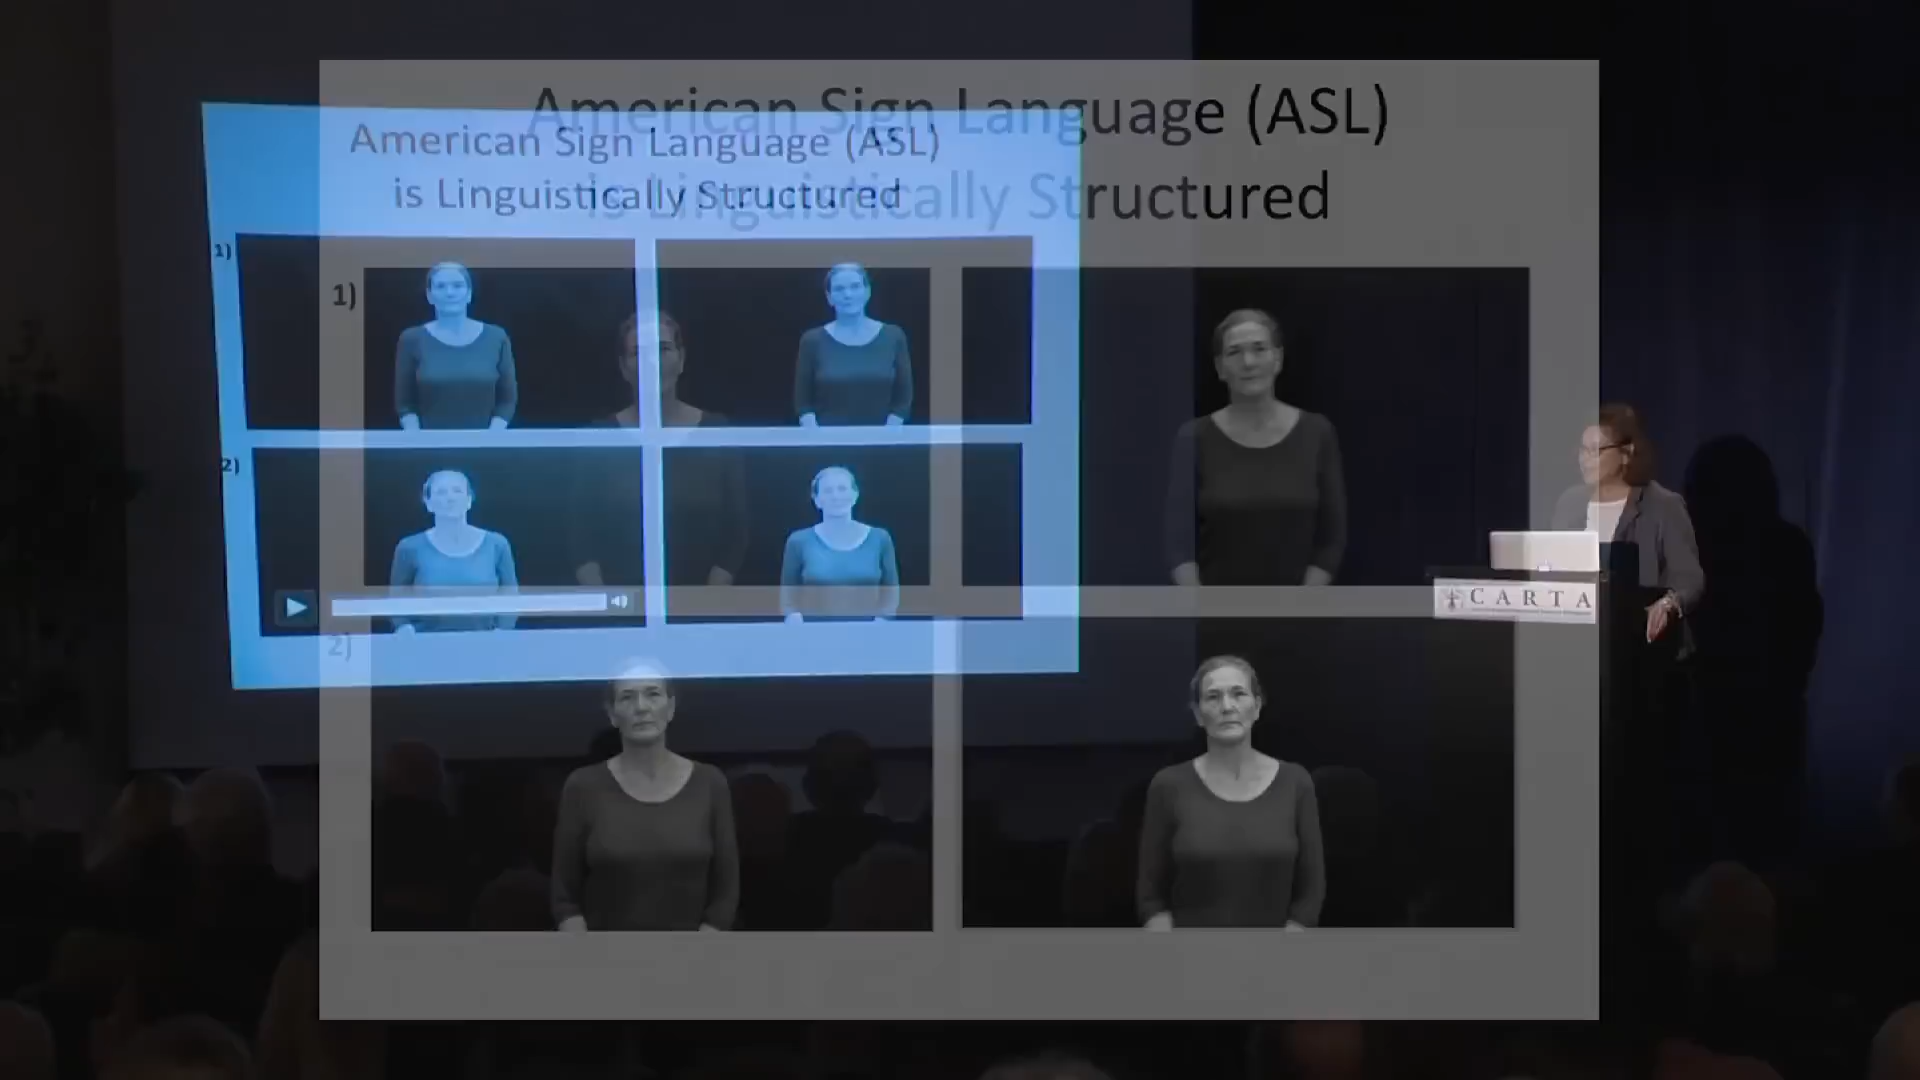 American Sign Language (ASL)
is Linguistically Structured
1)
2)
American Sign Language (ASL)
is Linguistically Structured
1)
2)
CARTA